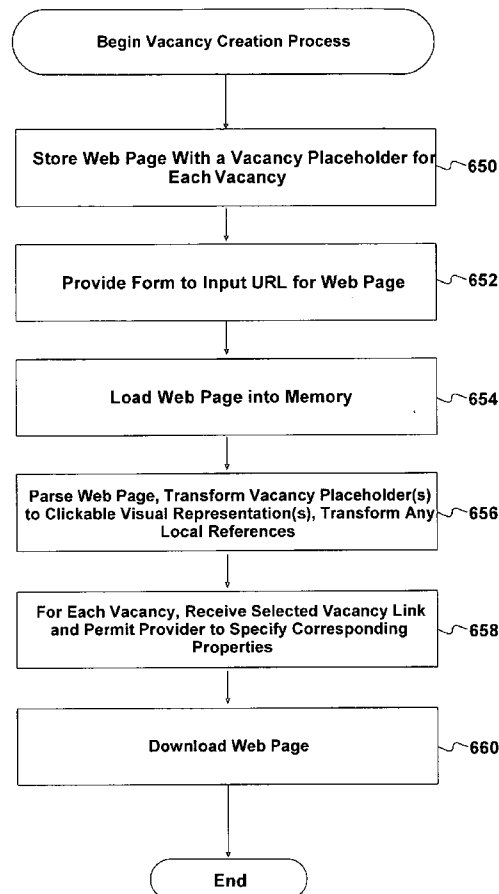 Begin Vacancy Creation Process
Store Web Page With a Vacancy Placeholder for
Each Vacancy
650
Provide Form to Input URL for Web Page
652
Load Web Page into Memory
654
Parse Web Page, Transform Vacancy Placeholder(s)
to Clickable Visual Representation(s), Transform Any
Local References
656
For Each Vacancy, Receive Selected Vacancy Link
and Permit Provider to Specify Corresponding
Properties
658
Download Web Page
660
End